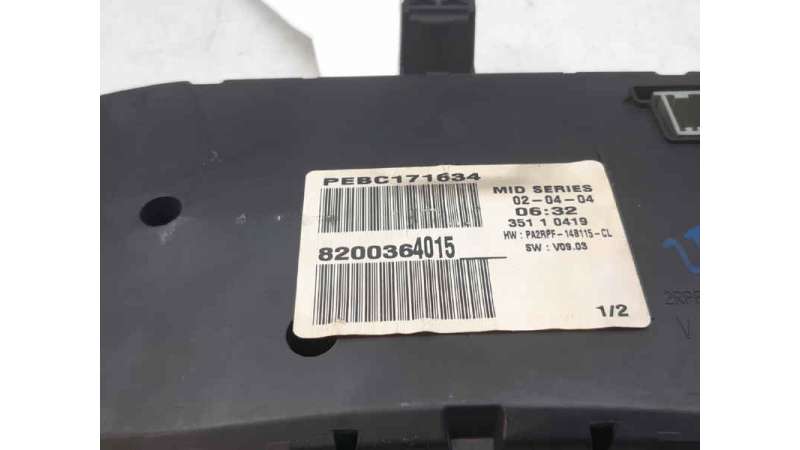 PEBC171634
8200364015
MID SERIES
02-04-04
06:32
351 1 0419
HW : PA2RPF-14B115-CL
SW : V09.03
1/2